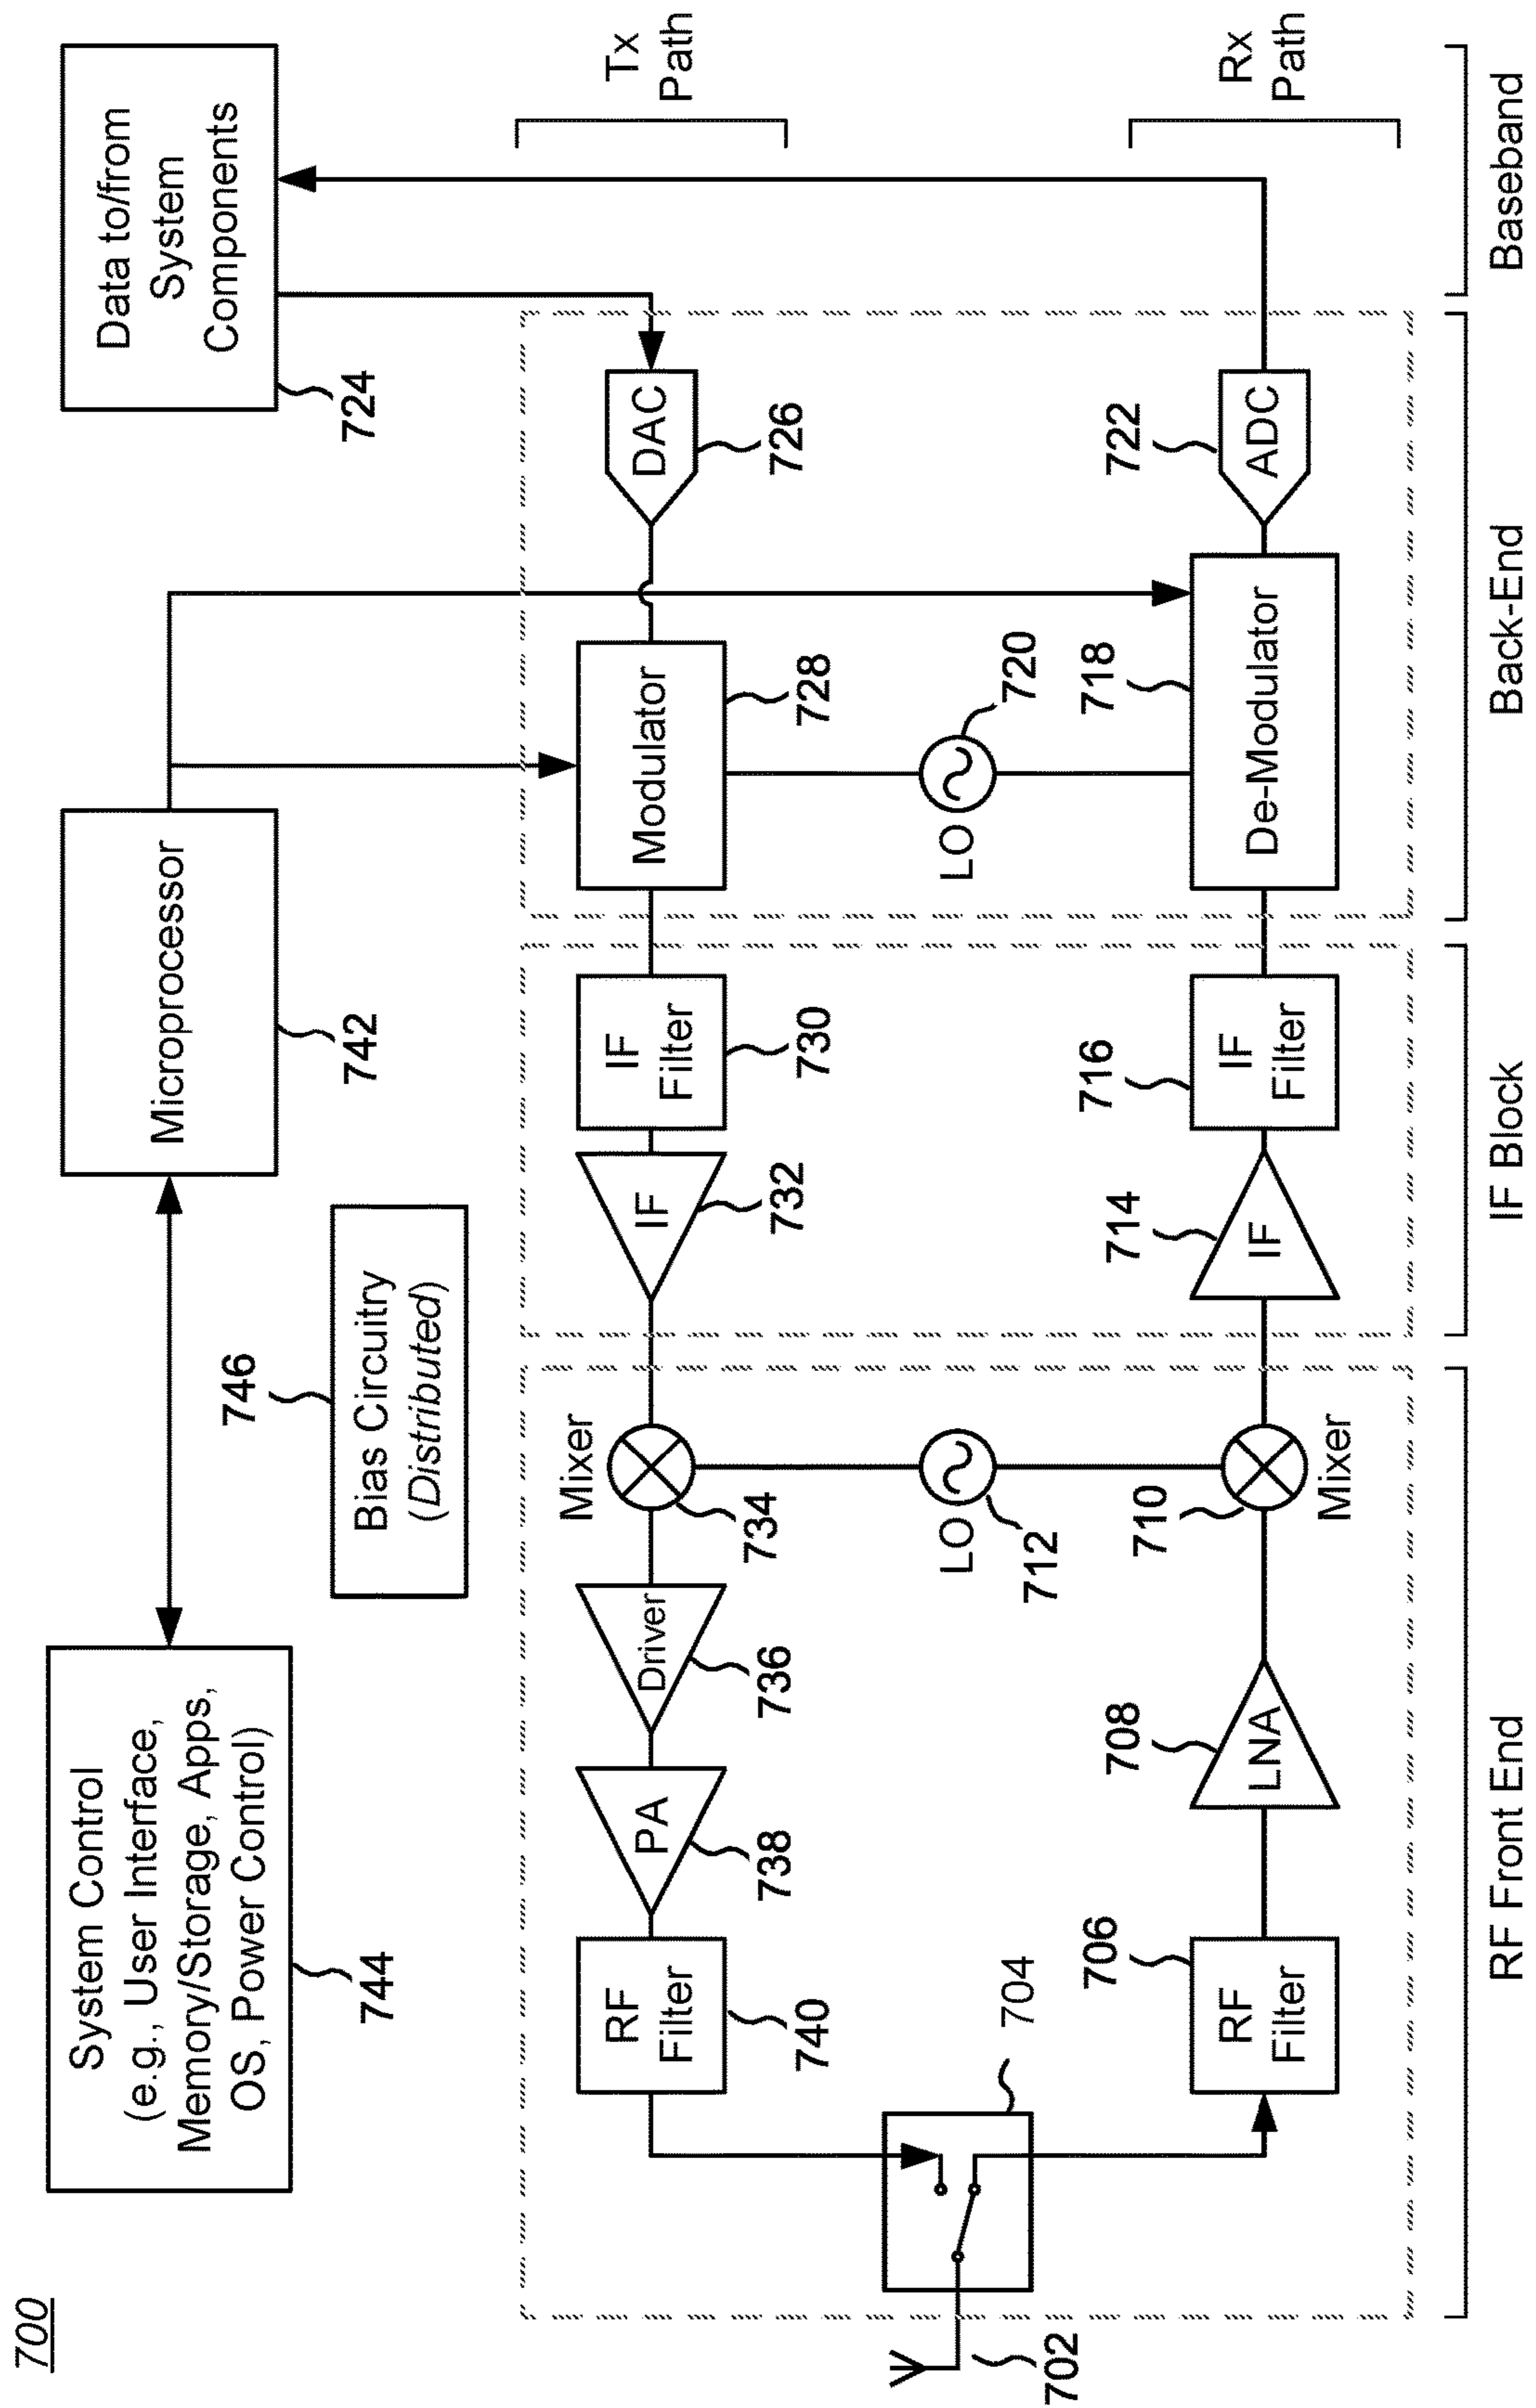 700
System Control
(e.g., User Interface,
Memory/Storage, Apps,
OS, Power Control)
744
Microprocessor
742
Data to/from
System
Components
724
746
Bias Circuitry
(Distributed)
RF
Filter
740
PA
738
Driver
736
Mixer
734
IF
732
IF
Filter
730
Modulator
728
DAC
726
Tx
Path
702
704
LO
712
LO
720
706
RF
Filter
708
LNA
710
Mixer
714
IF
716
IF
Filter
718
De-Modulator
722
ADC
Rx
Path
RF Front End
IF Block
Back-End
Baseband